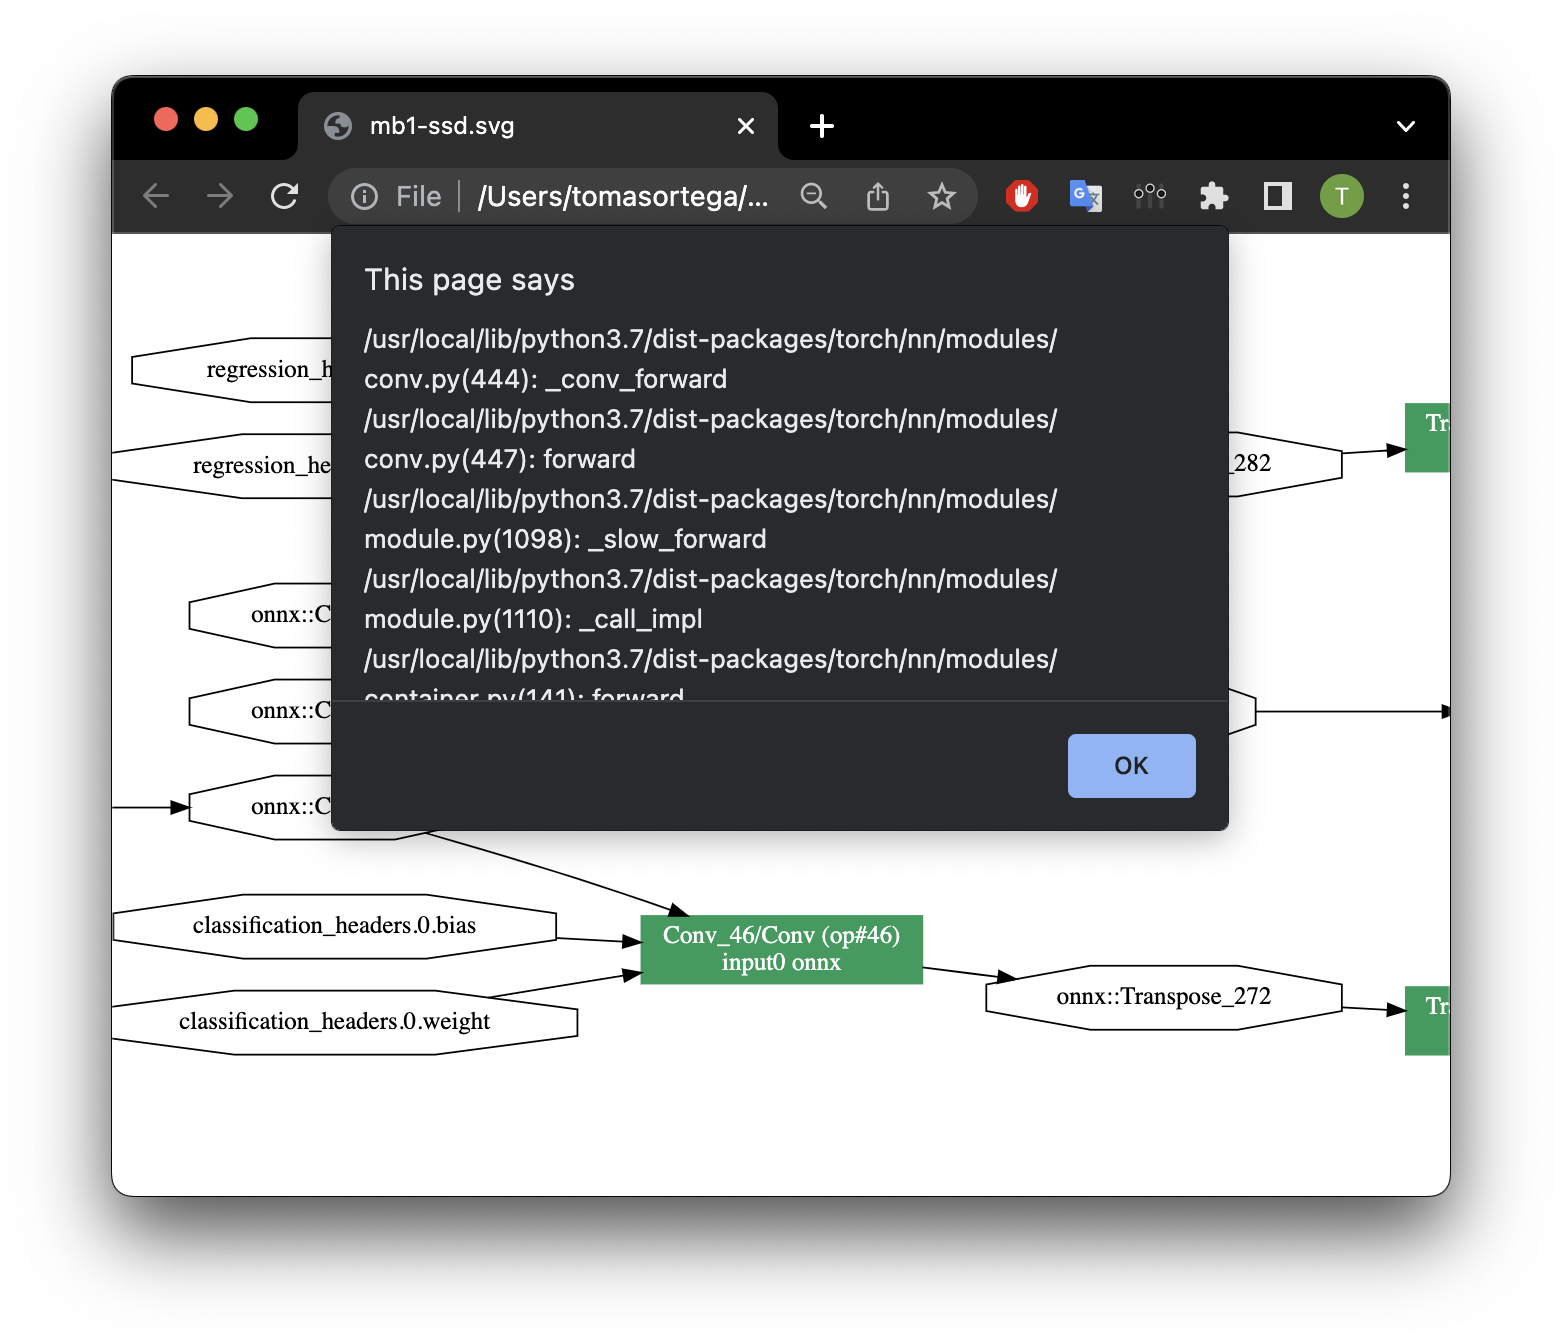 mb1-ssd.svg
File
/Users/tomasortega/...
T
This page says
/usr/local/lib/python3.7/dist-packages/torch/nn/modules/
conv.py(444): _conv_forward
/usr/local/lib/python3.7/dist-packages/torch/nn/modules/
conv.py(447): forward
/usr/local/lib/python3.7/dist-packages/torch/nn/modules/
module.py(1098): _slow_forward
/usr/local/lib/python3.7/dist-packages/torch/nn/modules/
module.py(1110): _call_impl
/usr/local/lib/python3.7/dist-packages/torch/nn/modules/
container.py(141): forward
OK
regression_h
regression_he
_282
Tr
onnx::C
onnx::C
onnx::C
classification_headers.0.bias
classification_headers.0.weight
Conv_46/Conv (op#46)
input0 onnx
onnx::Transpose_272
Tr